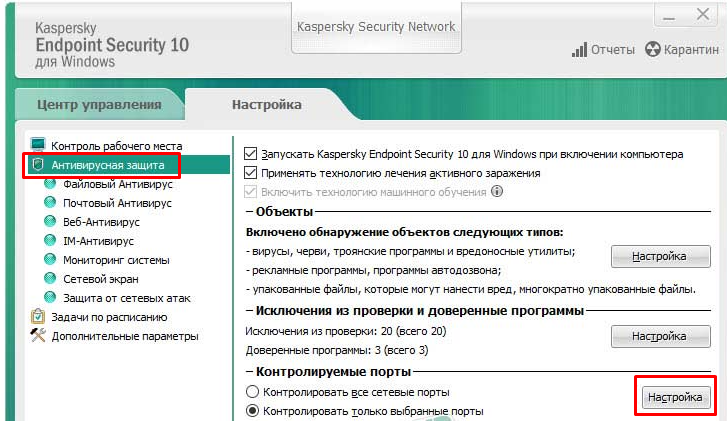 Kaspersky
Endpoint Security 10
для Windows
Kaspersky Security Network
Отчеты
Карантин
Центр управления
Настройка
Контроль рабочего места
Антивирусная защита
Файловый Антивирус
Почтовый Антивирус
Веб-Антивирус
IM-Антивирус
Мониторинг системы
Сетевой экран
Защита от сетевых атак
Задачи по расписанию
Дополнительные параметры
Запускать Kaspersky Endpoint Security 10 для Windows при включении компьютера
Применять технологию лечения активного заражения
Включить технологию машинного обучения
Объекты
Включено обнаружение объектов следующих типов:
- вирусы, черви, троянские программы и вредоносные утилиты;
- рекламные программы, программы автодозвона;
- упакованные файлы, которые могут нанести вред, многократно упакованные файлы.
Настройка
Исключения из проверки и доверенные программы
Исключения из проверки: 20 (всего 20)
Доверенные программы: 3 (всего 3)
Настройка
Контролируемые порты
Контролировать все сетевые порты
Контролировать только выбранные порты
Настройка